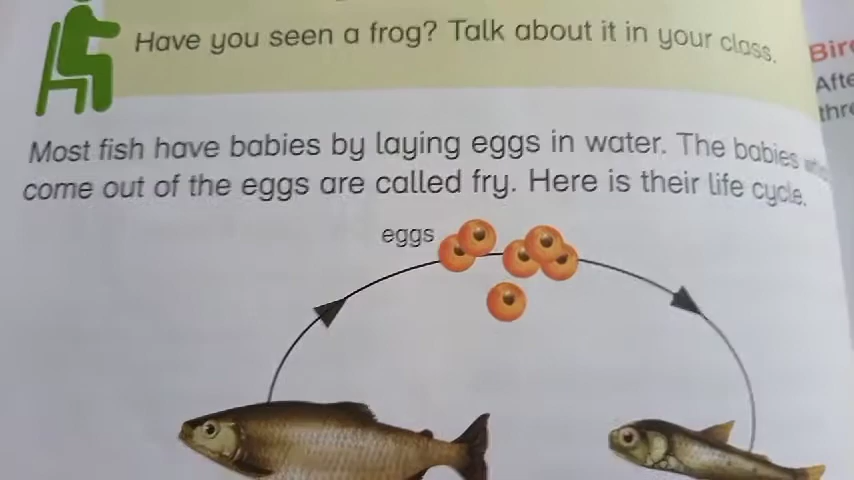 Have you seen a frog? Talk about it in your class.
Most fish have babies by laying eggs in water. The babies
come out of the eggs are called fry. Here is their life cycle.
eggs